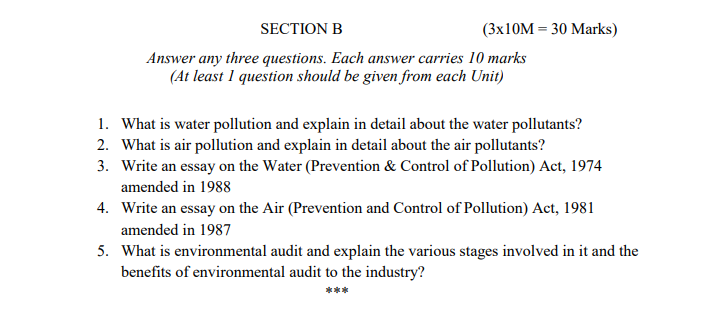 SECTION B (3x10M = 30 Marks)
Answer any three questions. Each answer carries 10 marks
(At least 1 question should be given from each Unit)
1. What is water pollution and explain in detail about the water pollutants?
2. What is air pollution and explain in detail about the air pollutants?
3. Write an essay on the Water (Prevention & Control of Pollution) Act, 1974
amended in 1988
4. Write an essay on the Air (Prevention and Control of Pollution) Act, 1981
amended in 1987
5. What is environmental audit and explain the various stages involved in it and the
benefits of environmental audit to the industry?
***